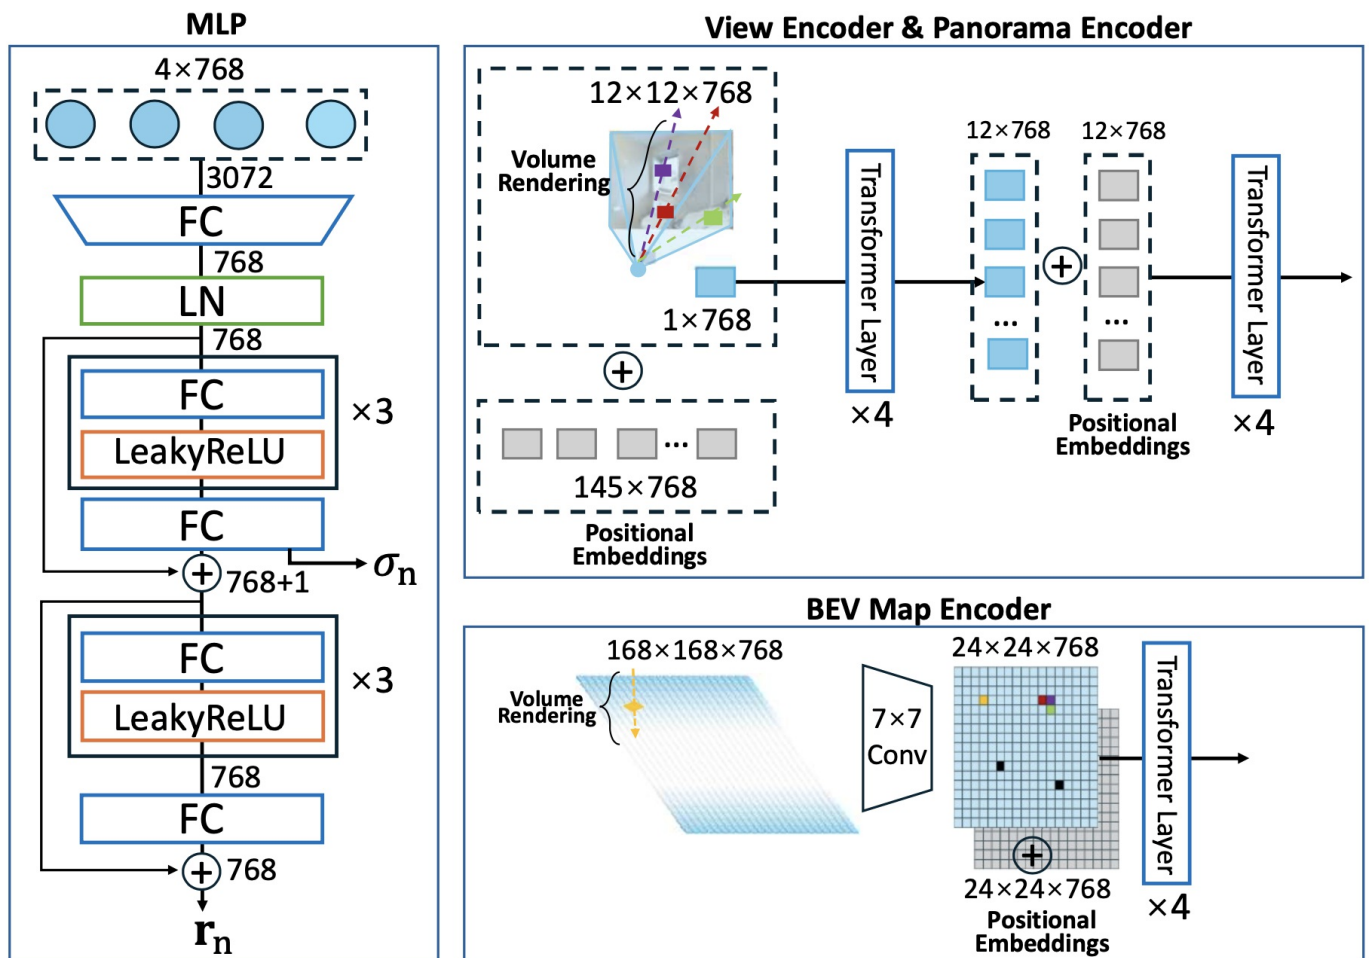 MLP
4×768
3072
FC
768
LN
768
FC
LeakyReLU
×3
FC
σn
768+1
FC
LeakyReLU
×3
768
FC
768
rn
View Encoder & Panorama Encoder
12×12×768
Volume
Rendering
1×768
145×768
Positional
Embeddings
Transformer Layer
×4
12×768
...
12×768
...
Positional
Embeddings
Transformer Layer
×4
BEV Map Encoder
168×168×768
Volume
Rendering
7×7
Conv
24×24×768
24×24×768
Positional
Embeddings
Transformer Layer
×4